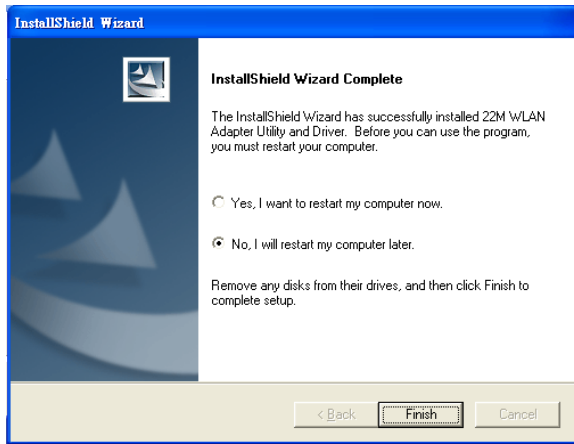 InstallShield Wizard
InstallShield Wizard Complete
The InstallShield Wizard has successfully installed 22M WLAN
Adapter Utility and Driver.  Before you can use the program,
you must restart your computer.
Yes, I want to restart my computer now.
No, I will restart my computer later.
Remove any disks from their drives, and then click Finish to
complete setup.
< Back
Finish
Cancel